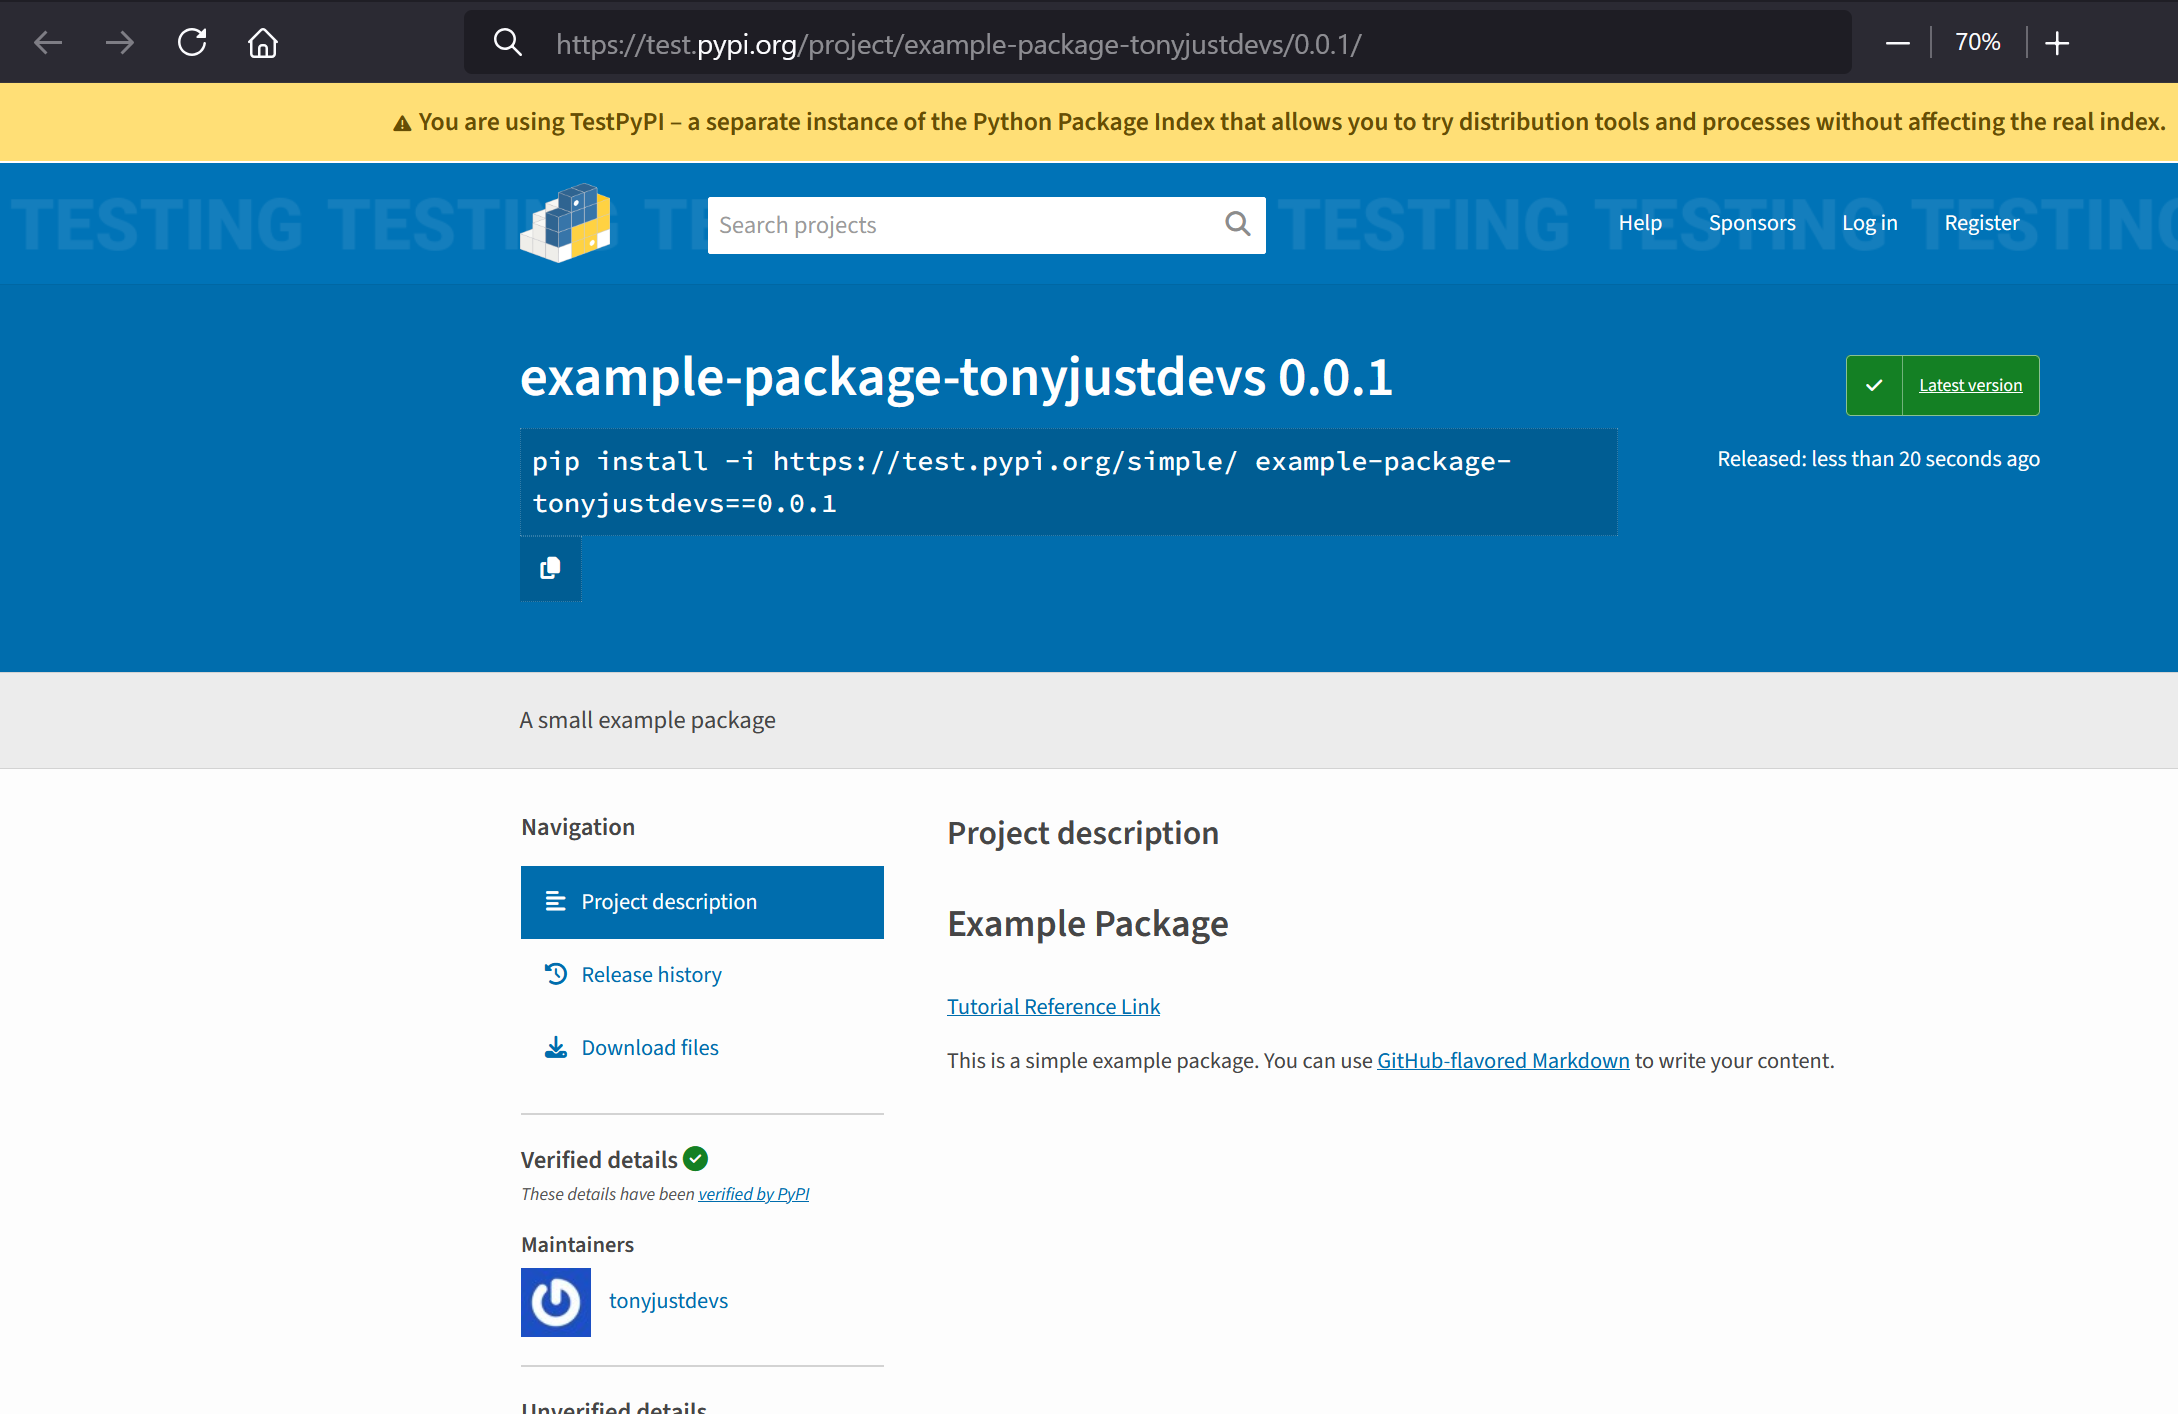 https://test.pypi.org/project/example-package-tonyjustdevs/0.0.1/
70%
You are using TestPyPI – a separate instance of the Python Package Index that allows you to try distribution tools and processes without affecting the real index.
TESTING TESTING TE TESTING TESTING TESTING
Search projects
Help
Sponsors
Log in
Register
example-package-tonyjustdevs 0.0.1
Latest version
pip install -i https://test.pypi.org/simple/ example-package-
tonyjustdevs==0.0.1
Released: less than 20 seconds ago
A small example package
Navigation
Project description
Release history
Download files
Verified details
These details have been verified by PyPI
Maintainers
tonyjustdevs
Unverified details
Project description
Example Package
Tutorial Reference Link
This is a simple example package. You can use GitHub-flavored Markdown to write your content.